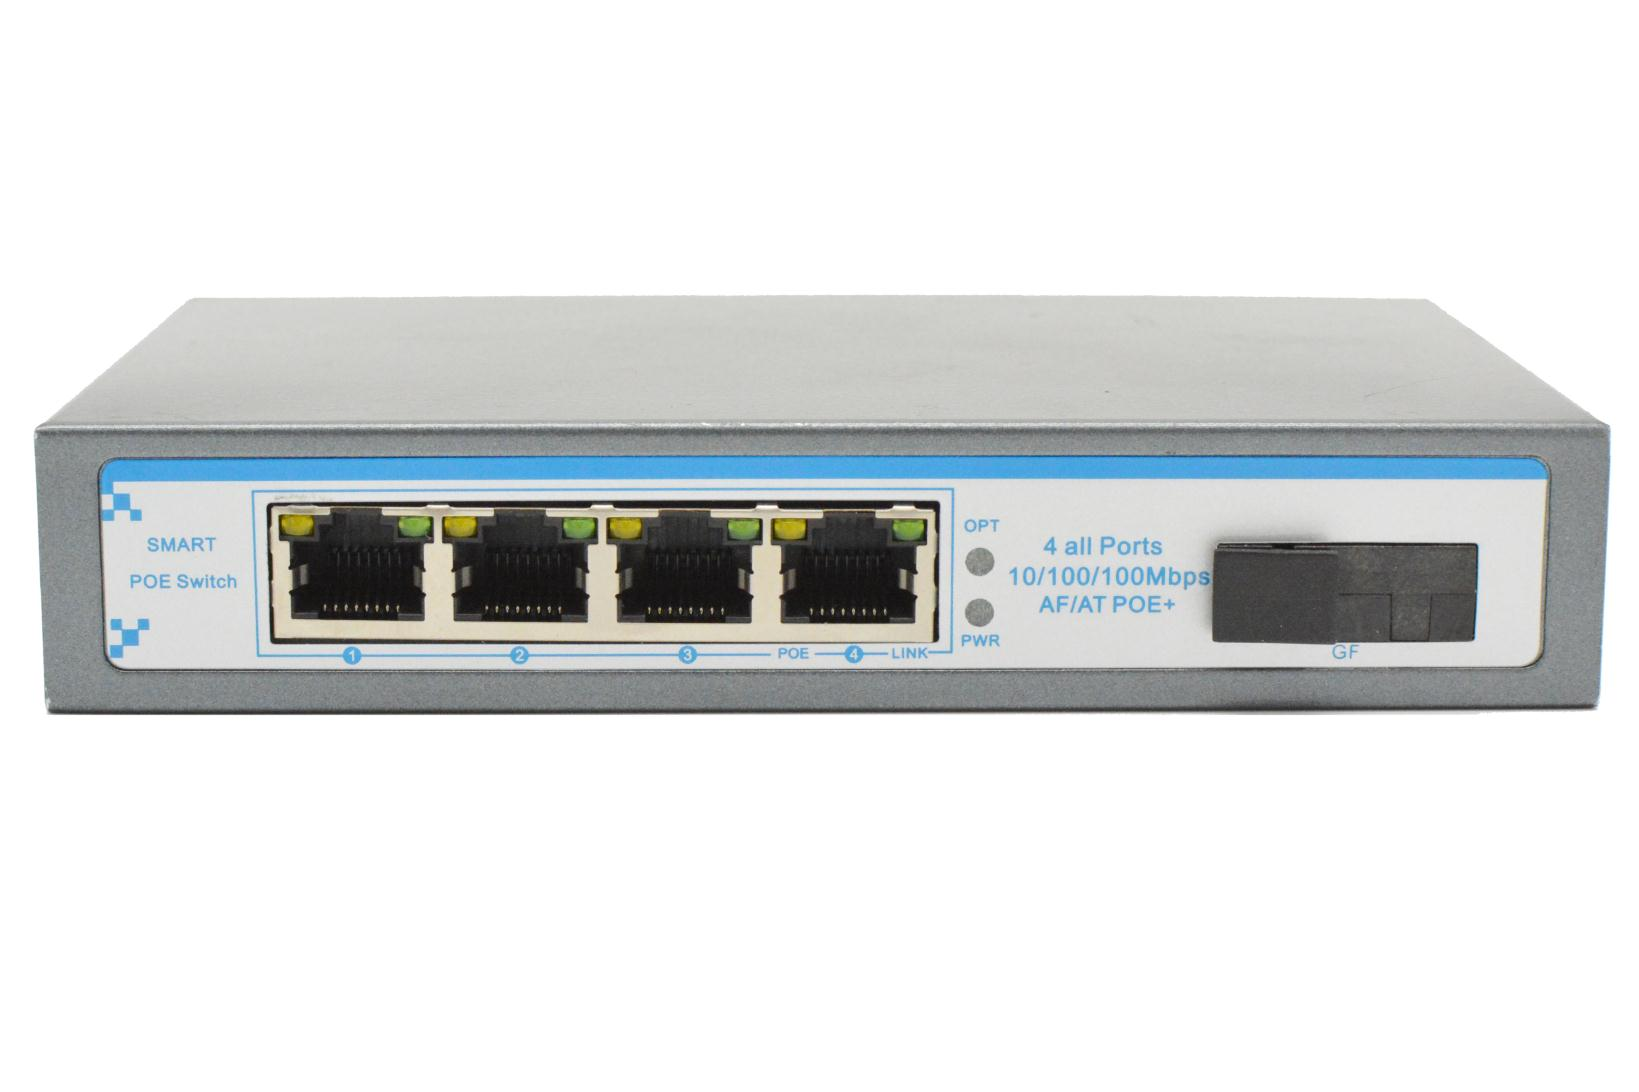 SMART
POE Switch
1
2
3
POE
4
LINK
OPT
PWR
4 all Ports
10/100/100Mbps
AF/AT POE+
GF